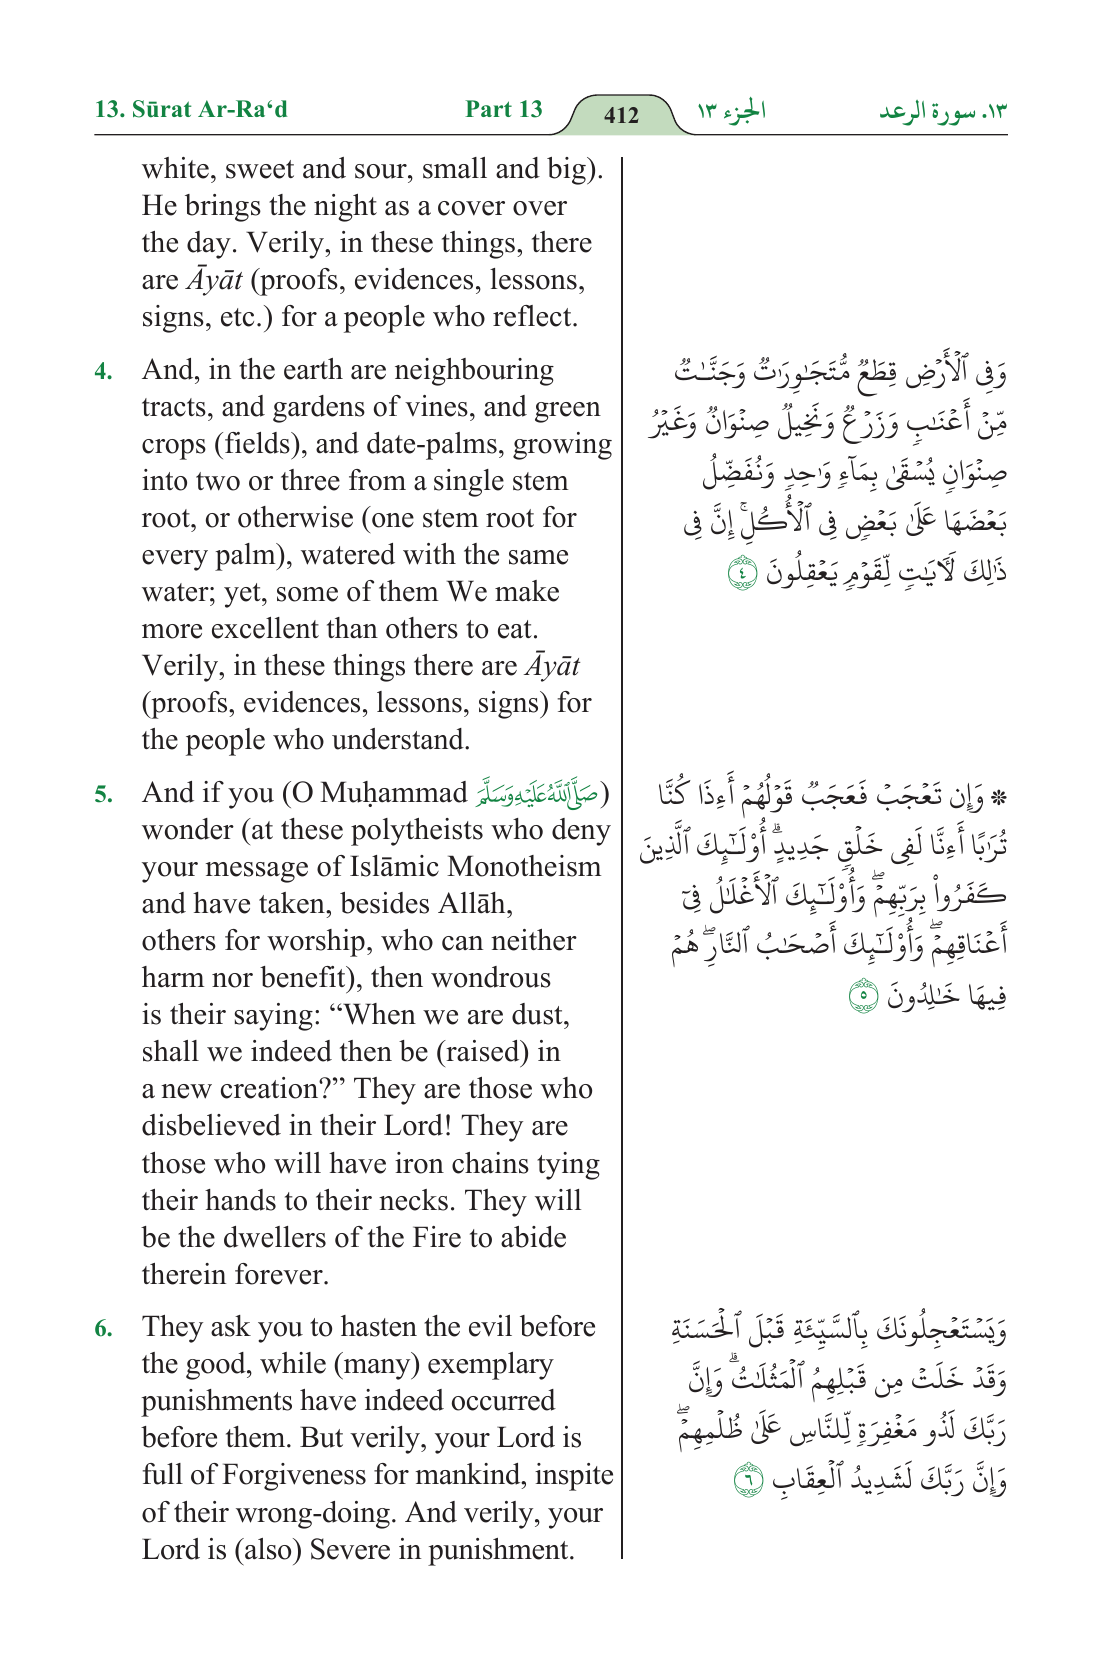 13. Sūrat Ar-Ra‘d Part 13 412 الجزء ١٣ ١٣. سورة الرعد
white, sweet and sour, small and big).
He brings the night as a cover over
the day. Verily, in these things, there
are Āyāt (proofs, evidences, lessons,
signs, etc.) for a people who reflect.
4. And, in the earth are neighbouring
tracts, and gardens of vines, and green
crops (fields), and date-palms, growing
into two or three from a single stem
root, or otherwise (one stem root for
every palm), watered with the same
water; yet, some of them We make
more excellent than others to eat.
Verily, in these things there are Āyāt
(proofs, evidences, lessons, signs) for
the people who understand.
وَفِى ٱلْأَرْضِ قِطَعٌ مُّتَجَـٰوِرَٰتٌ وَجَنَّـٰتٌ
مِّنْ أَعْنَـٰبٍ وَزَرْعٌ وَنَخِيلٌ صِنْوَانٌ وَغَيْرُ
صِنْوَانٍ يُسْقَىٰ بِمَآءٍ وَٰحِدٍ وَنُفَضِّلُ
بَعْضَهَا عَلَىٰ بَعْضٍ فِى ٱلْأُكُلِ ۚ إِنَّ فِى
ذَٰلِكَ لَـَٔايَـٰتٍ لِّقَوْمٍ يَعْقِلُونَ ٤
5. And if you (O Muḥammad صَلَّى ٱللَّهُ عَلَيْهِ وَسَلَّمَ)
wonder (at these polytheists who deny
your message of Islāmic Monotheism
and have taken, besides Allāh,
others for worship, who can neither
harm nor benefit), then wondrous
is their saying: “When we are dust,
shall we indeed then be (raised) in
a new creation?” They are those who
disbelieved in their Lord! They are
those who will have iron chains tying
their hands to their necks. They will
be the dwellers of the Fire to abide
therein forever.
۞ وَإِن تَعْجَبْ فَعَجَبٌ قَوْلُهُمْ أَءِذَا كُنَّا
تُرَٰبًا أَءِنَّا لَفِى خَلْقٍ جَدِيدٍ ۗ أُو۟لَـٰٓئِكَ ٱلَّذِينَ
كَفَرُوا۟ بِرَبِّهِمْ ۖ وَأُو۟لَـٰٓئِكَ ٱلْأَغْلَـٰلُ فِىٓ
أَعْنَاقِهِمْ ۖ وَأُو۟لَـٰٓئِكَ أَصْحَـٰبُ ٱلنَّارِ ۖ هُمْ
فِيهَا خَـٰلِدُونَ ٥
6. They ask you to hasten the evil before
the good, while (many) exemplary
punishments have indeed occurred
before them. But verily, your Lord is
full of Forgiveness for mankind, inspite
of their wrong-doing. And verily, your
Lord is (also) Severe in punishment.
وَيَسْتَعْجِلُونَكَ بِٱلسَّيِّئَةِ قَبْلَ ٱلْحَسَنَةِ
وَقَدْ خَلَتْ مِن قَبْلِهِمُ ٱلْمَثُلَـٰتُ ۗ وَإِنَّ
رَبَّكَ لَذُو مَغْفِرَةٍ لِّلنَّاسِ عَلَىٰ ظُلْمِهِمْ ۖ
وَإِنَّ رَبَّكَ لَشَدِيدُ ٱلْعِقَابِ ٦